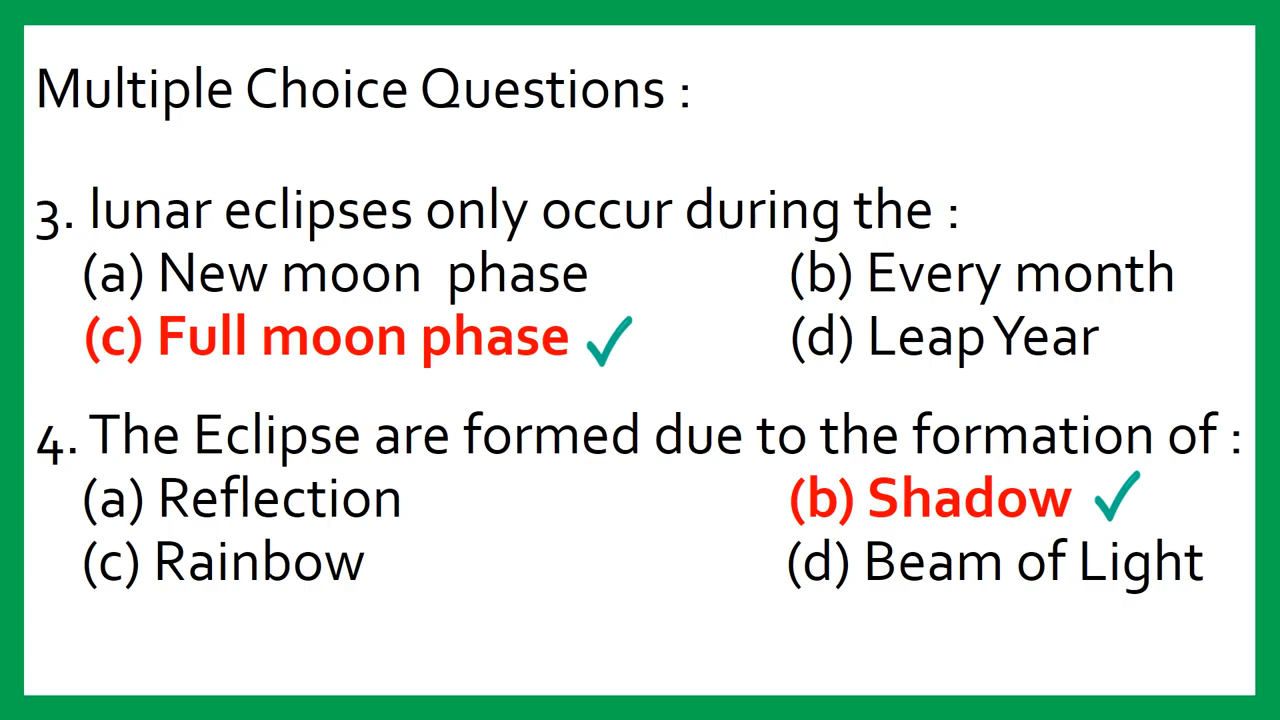 Multiple Choice Questions :
3. lunar eclipses only occur during the :
(a) New moon phase (b) Every month
(c) Full moon phase ✓ (d) Leap Year
4. The Eclipse are formed due to the formation of :
(a) Reflection (b) Shadow ✓
(c) Rainbow (d) Beam of Light